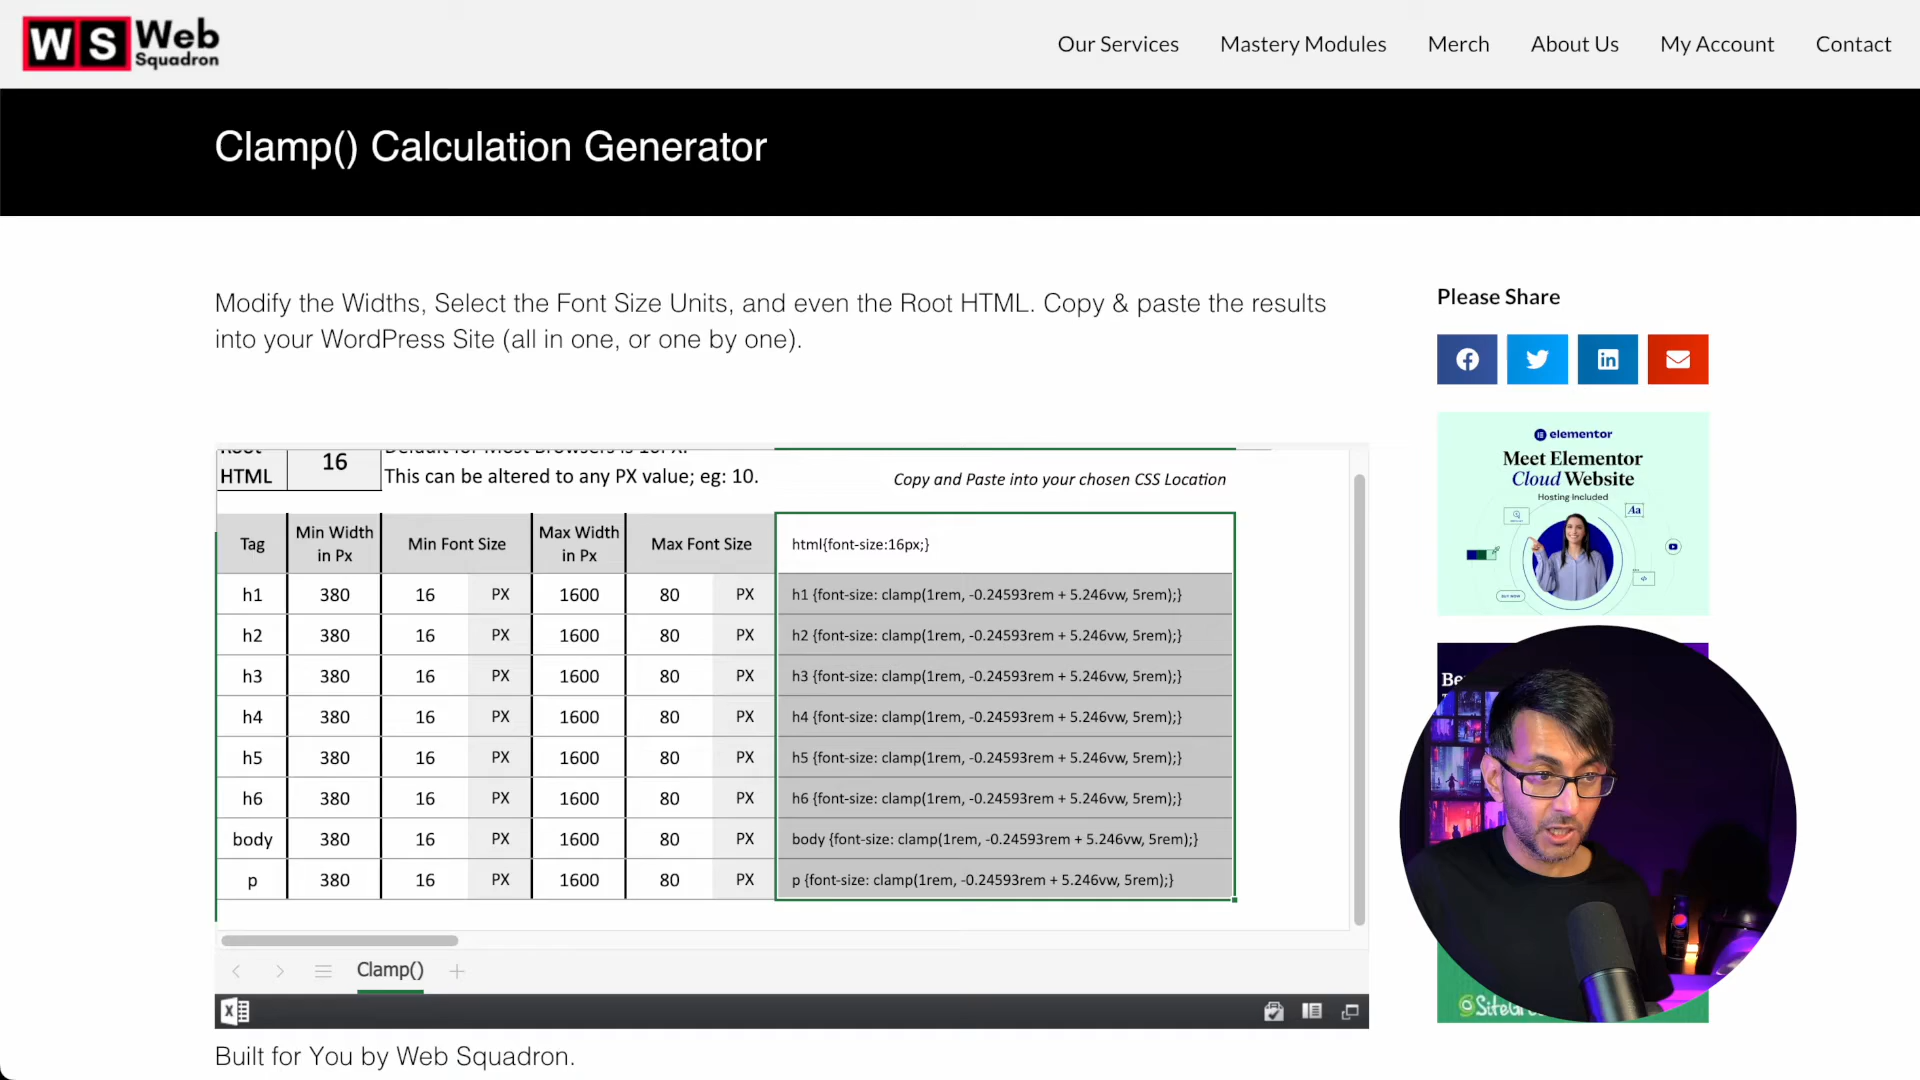 WS Web Squadron
Our Services Mastery Modules Merch About Us My Account Contact
Clamp() Calculation Generator
Modify the Widths, Select the Font Size Units, and even the Root HTML. Copy & paste the results
into your WordPress Site (all in one, or one by one).
Please Share
elementor
Meet Elementor
Cloud Website
Hosting Included
Aa
BUY NOW
HTML 16
This can be altered to any PX value; eg: 10.
Copy and Paste into your chosen CSS Location
Tag Min Width in Px Min Font Size Max Width in Px Max Font Size html{font-size:16px;}
h1 380 16 PX 1600 80 PX h1 {font-size: clamp(1rem, -0.24593rem + 5.246vw, 5rem);}
h2 380 16 PX 1600 80 PX h2 {font-size: clamp(1rem, -0.24593rem + 5.246vw, 5rem);}
h3 380 16 PX 1600 80 PX h3 {font-size: clamp(1rem, -0.24593rem + 5.246vw, 5rem);}
h4 380 16 PX 1600 80 PX h4 {font-size: clamp(1rem, -0.24593rem + 5.246vw, 5rem);}
h5 380 16 PX 1600 80 PX h5 {font-size: clamp(1rem, -0.24593rem + 5.246vw, 5rem);}
h6 380 16 PX 1600 80 PX h6 {font-size: clamp(1rem, -0.24593rem + 5.246vw, 5rem);}
body 380 16 PX 1600 80 PX body {font-size: clamp(1rem, -0.24593rem + 5.246vw, 5rem);}
p 380 16 PX 1600 80 PX p {font-size: clamp(1rem, -0.24593rem + 5.246vw, 5rem);}
Clamp()
Built for You by Web Squadron.